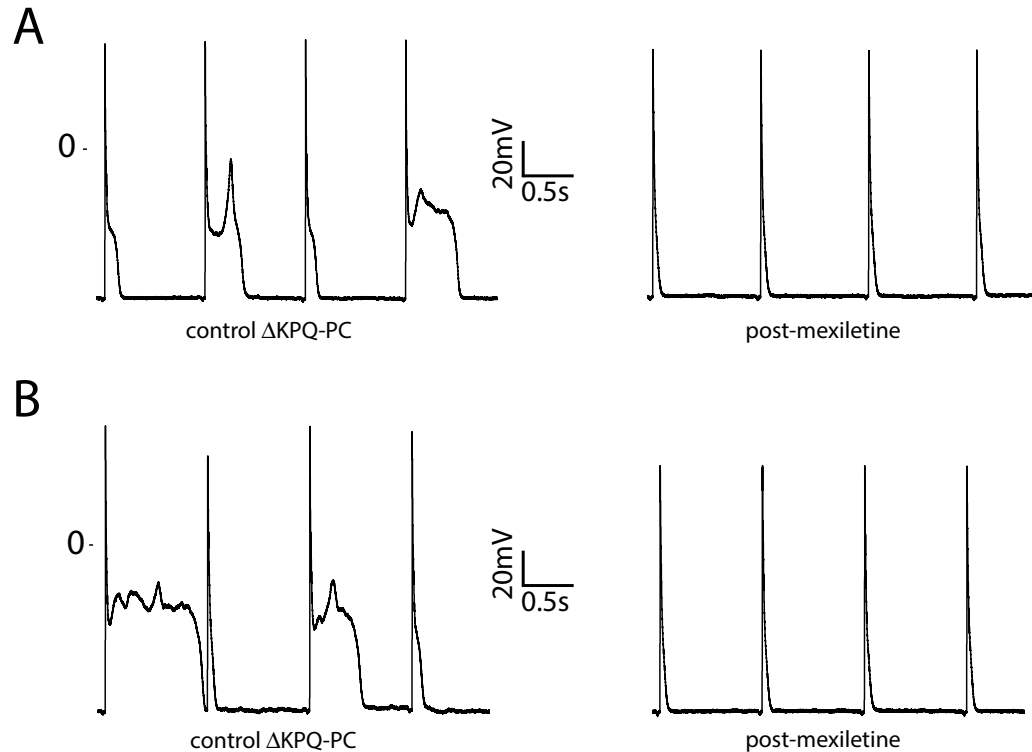 A
0 -
20mV
0.5s
control ΔKPQ-PC
post-mexiletine
B
0 -
20mV
0.5s
control ΔKPQ-PC
post-mexiletine